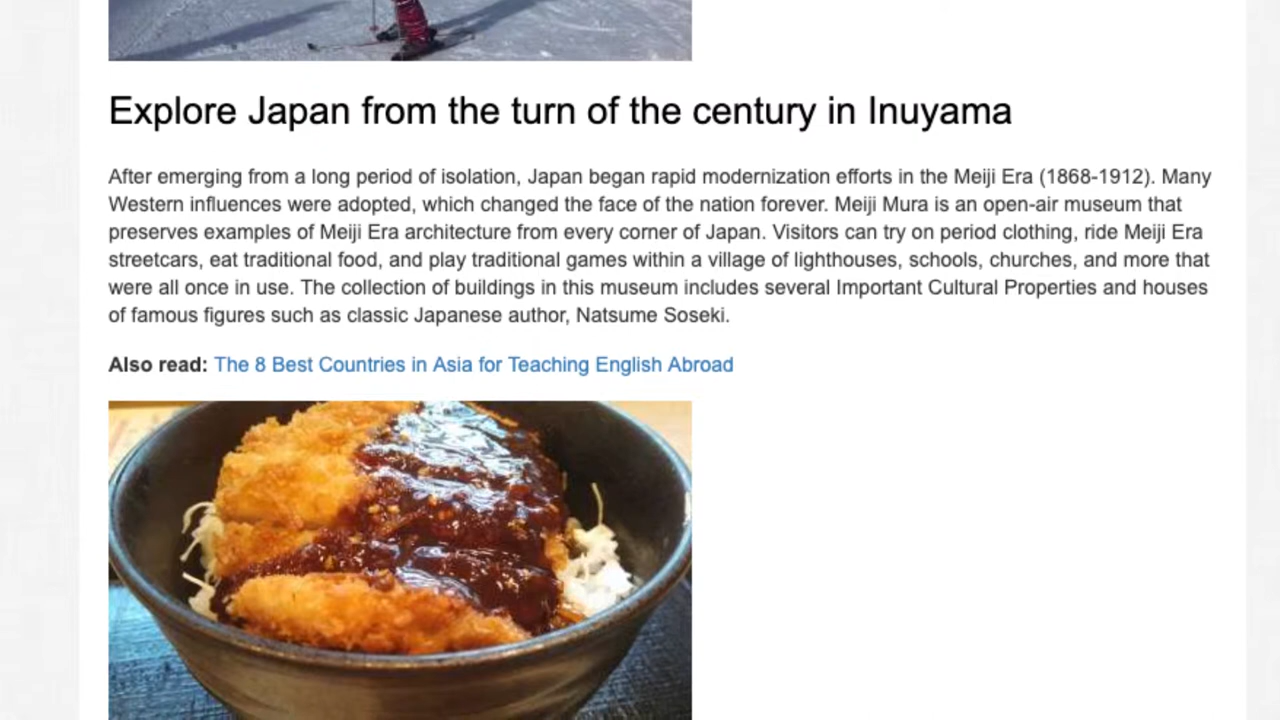 Explore Japan from the turn of the century in Inuyama
After emerging from a long period of isolation, Japan began rapid modernization efforts in the Meiji Era (1868-1912). Many
Western influences were adopted, which changed the face of the nation forever. Meiji Mura is an open-air museum that
preserves examples of Meiji Era architecture from every corner of Japan. Visitors can try on period clothing, ride Meiji Era
streetcars, eat traditional food, and play traditional games within a village of lighthouses, schools, churches, and more that
were all once in use. The collection of buildings in this museum includes several Important Cultural Properties and houses
of famous figures such as classic Japanese author, Natsume Soseki.
Also read: The 8 Best Countries in Asia for Teaching English Abroad